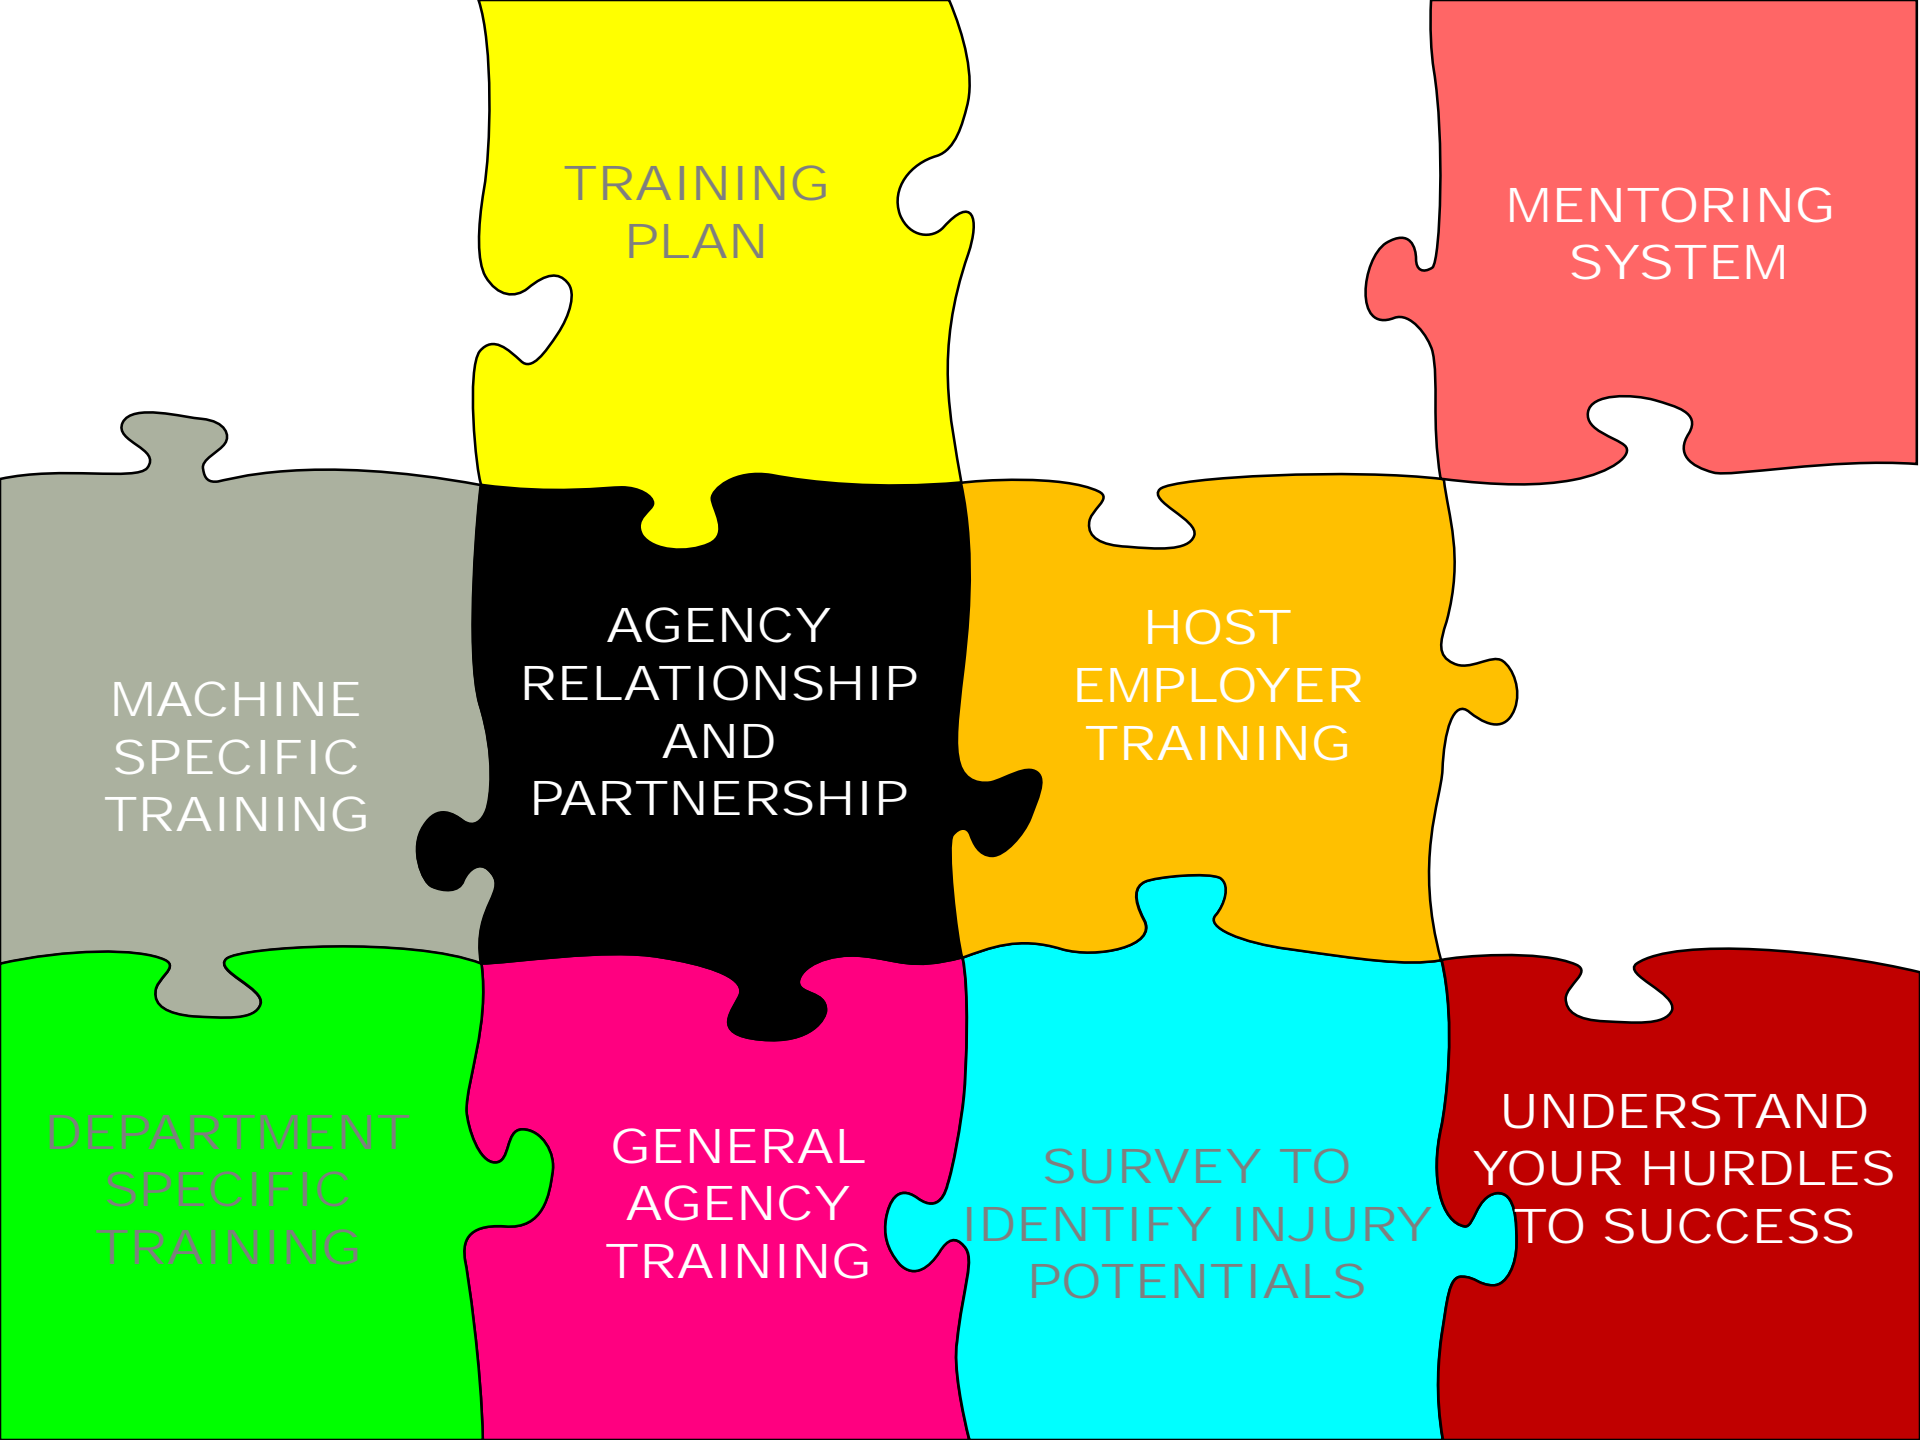 TRAINING
PLAN
MENTORING
SYSTEM
MACHINE
SPECIFIC
TRAINING
AGENCY
RELATIONSHIP
AND
PARTNERSHIP
HOST
EMPLOYER
TRAINING
DEPARTMENT
SPECIFIC
TRAINING
GENERAL
AGENCY
TRAINING
SURVEY TO
IDENTIFY INJURY
POTENTIALS
UNDERSTAND
YOUR HURDLES
TO SUCCESS